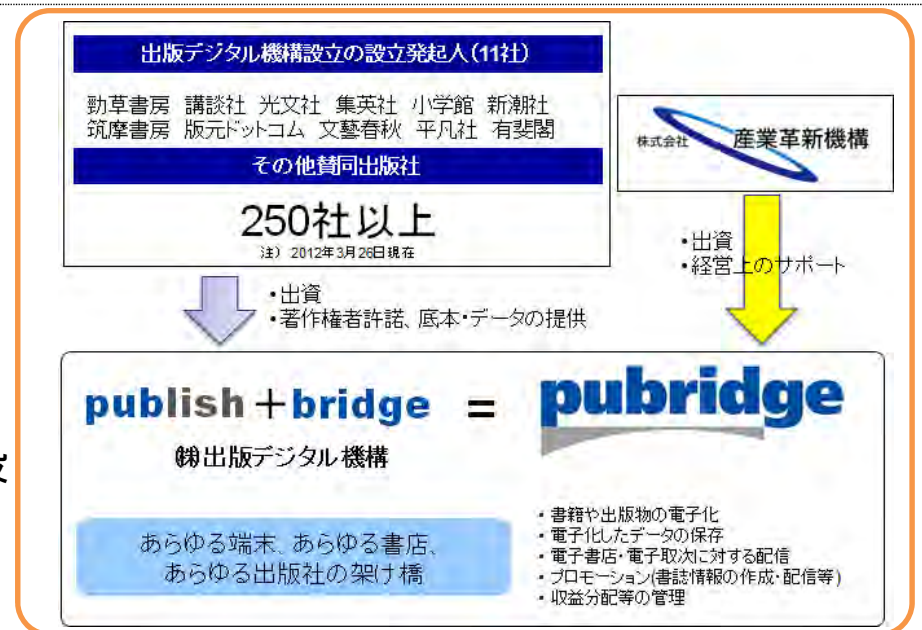 出版デジタル機構設立の設立発起人(11社)
勁草書房 講談社 光文社 集英社 小学館 新潮社
筑摩書房 版元ドットコム 文藝春秋 平凡社 有斐閣
その他賛同出版社
250社以上
注) 2012年3月26日現在
株式会社 産業革新機構
・出資
・著作権者許諾、底本・データの提供
・出資
・経営上のサポート
publish+bridge = pubridge
㈱出版デジタル機構
あらゆる端末、あらゆる書店、
あらゆる出版社の架け橋
・書籍や出版物の電子化
・電子化したデータの保存
・電子書店・電子取次に対する配信
・プロモーション(書誌情報の作成・配信等)
・収益分配等の管理